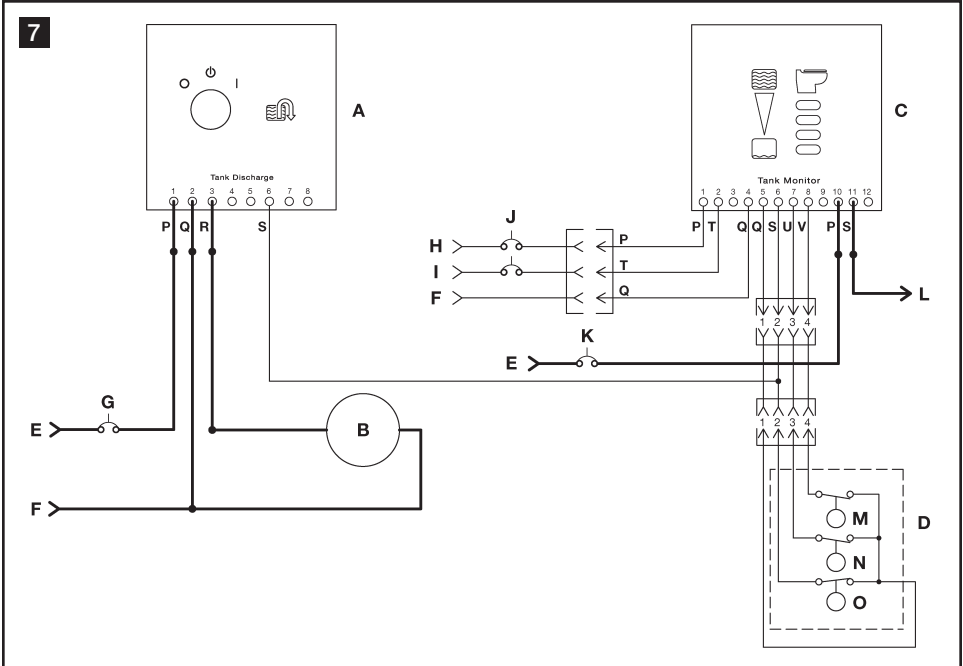 7
A
C
Tank Discharge
1 2 3 4 5 6 7 8
P Q R S
Tank Monitor
1 2 3 4 5 6 7 8 9 10 11 12
P T Q Q S U V P S
J
H P
I T
F Q
L
1 2 3 4
K
E
G
E
B
1 2 3 4
F
M
D
N
O